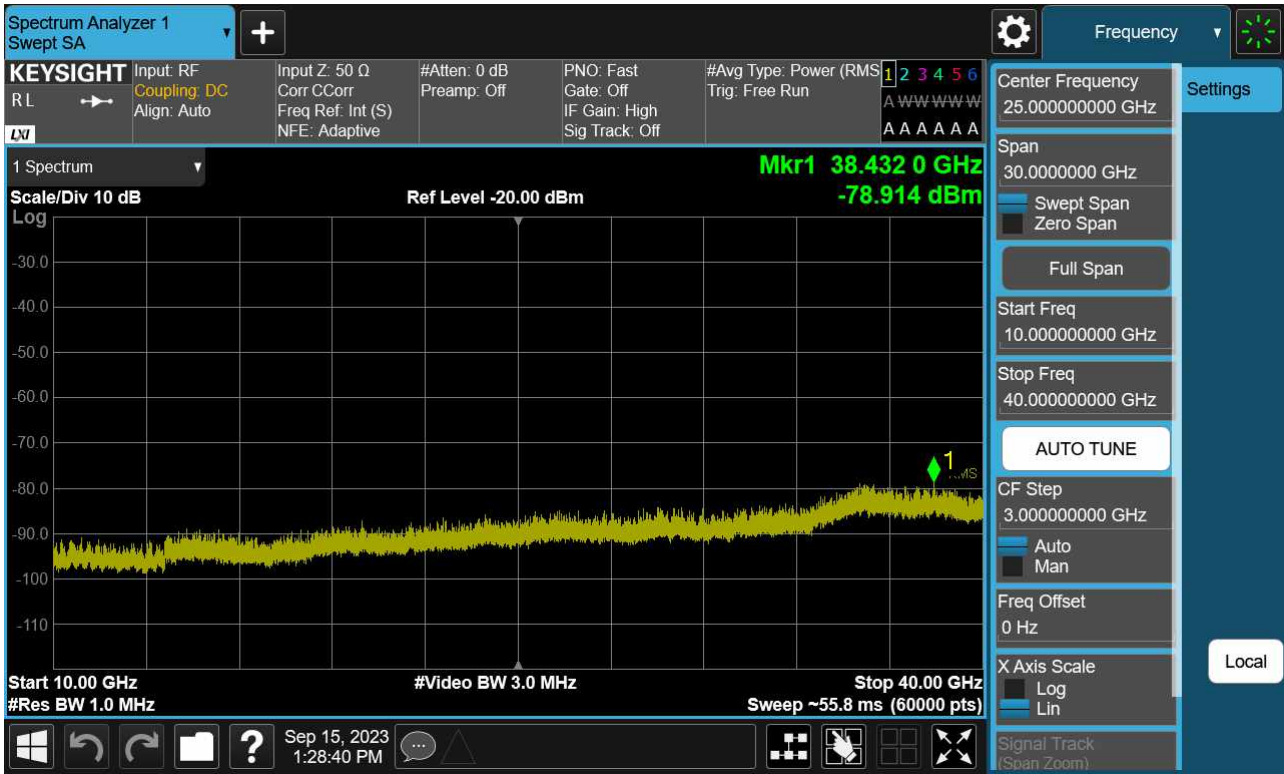 Spectrum Analyzer 1
Swept SA
Frequency
KEYSIGHT
R L
LXI
Input: RF
Coupling: DC
Align: Auto
Input Z: 50 Ω
Corr CCorr
Freq Ref: Int (S)
NFE: Adaptive
#Atten: 0 dB
Preamp: Off
PNO: Fast
Gate: Off
IF Gain: High
Sig Track: Off
#Avg Type: Power (RMS
Trig: Free Run
1 2 3 4 5 6
A W W W W W
A A A A A A
1 Spectrum
Mkr1 38.432 0 GHz
Scale/Div 10 dB
Ref Level -20.00 dBm
-78.914 dBm
Log
-30.0
-40.0
-50.0
-60.0
-70.0
-80.0
-90.0
-100
-110
1
Start 10.00 GHz
#Video BW 3.0 MHz
Stop 40.00 GHz
#Res BW 1.0 MHz
Sweep ~55.8 ms (60000 pts)
Center Frequency
25.000000000 GHz
Settings
Span
30.0000000 GHz
Swept Span
Zero Span
Full Span
Start Freq
10.000000000 GHz
Stop Freq
40.000000000 GHz
AUTO TUNE
CF Step
3.000000000 GHz
Auto
Man
Freq Offset
0 Hz
X Axis Scale
Log
Lin
Local
Signal Track
(Span Zoom)
?
Sep 15, 2023
1:28:40 PM